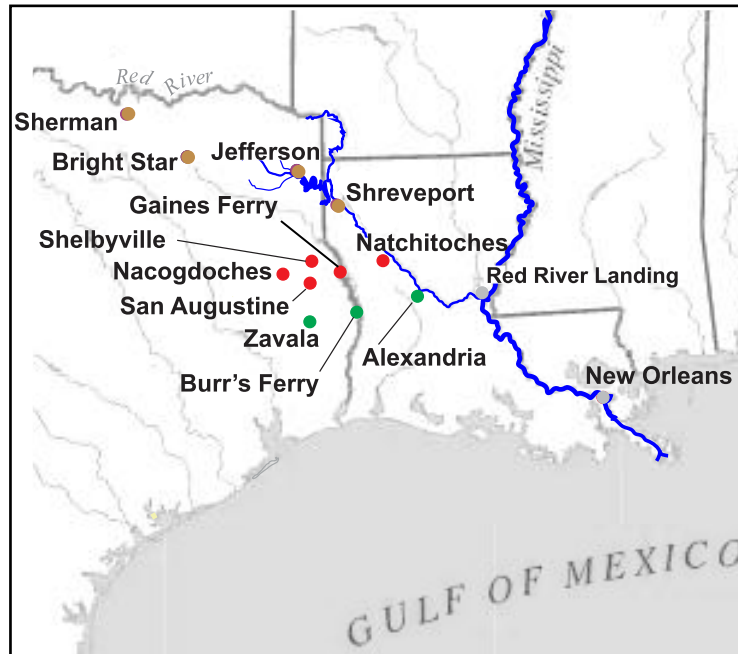 Red River
Mississippi
Sherman
Bright Star
Jefferson
Shreveport
Gaines Ferry
Shelbyville
Natchitoches
Nacogdoches
Red River Landing
San Augustine
Zavala
Alexandria
Burr's Ferry
New Orleans
GULF OF MEXICO